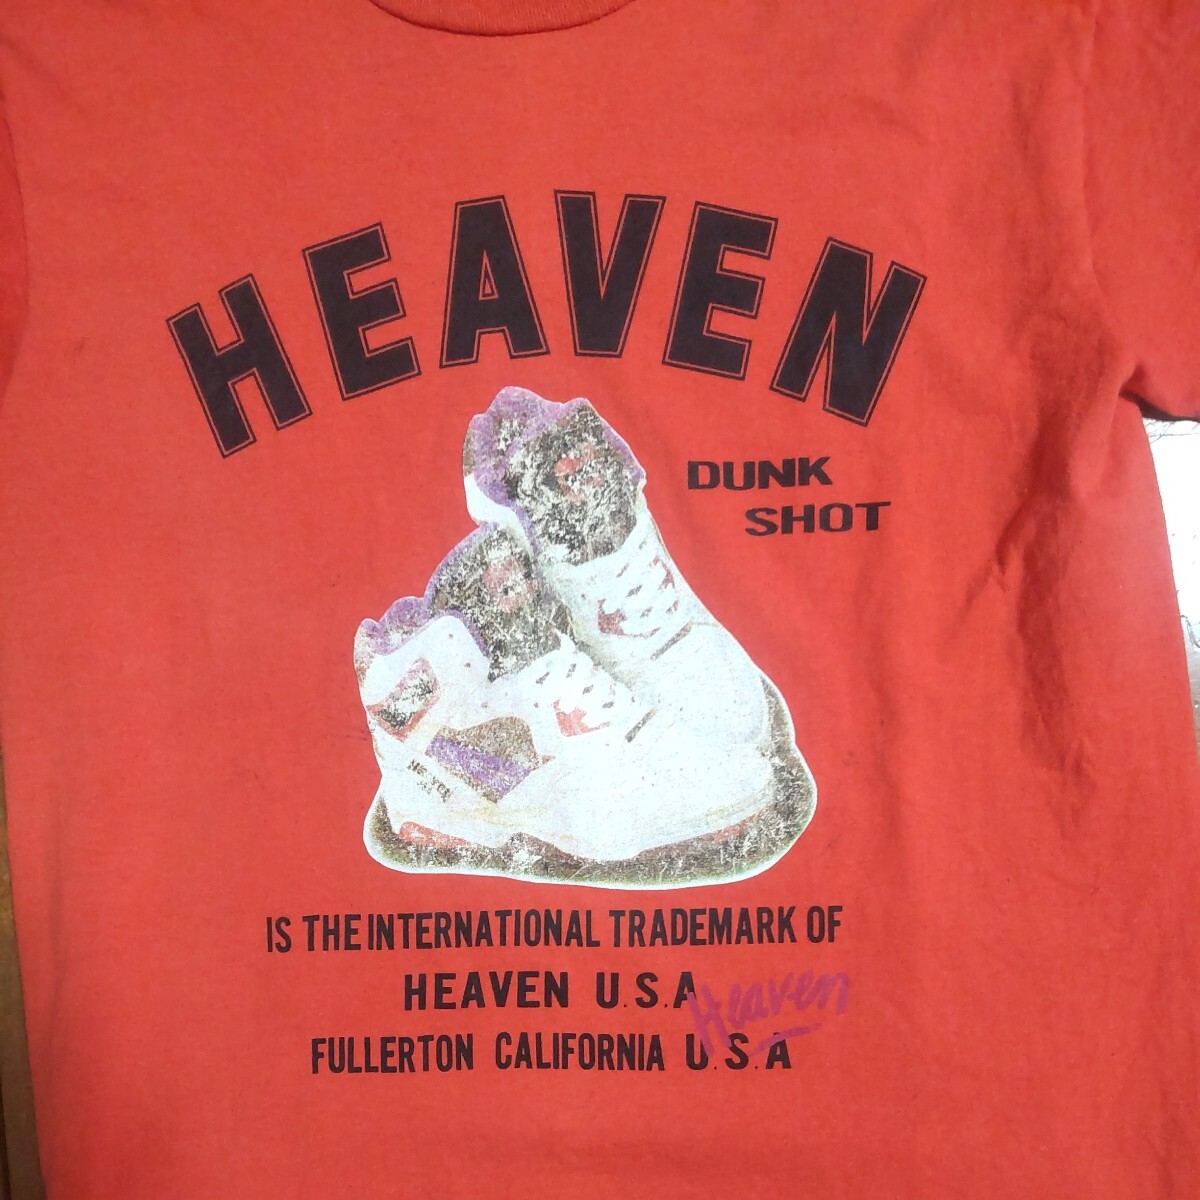 HEAVEN
DUNK
SHOT
IS THE INTERNATIONAL TRADEMARK OF
HEAVEN U.S.A
Heaven
FULLERTON CALIFORNIA U.S.A